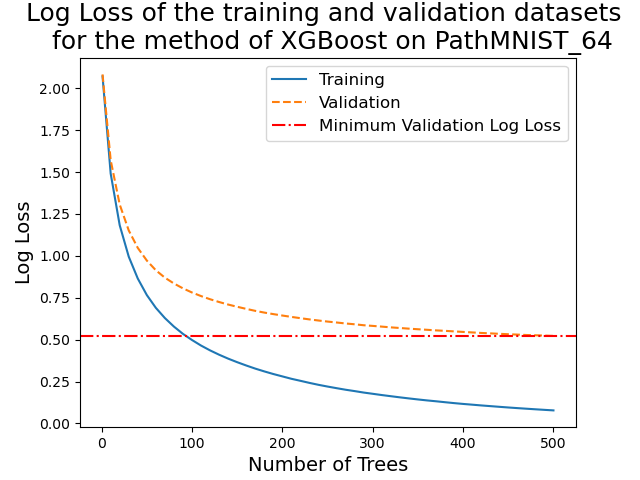 Log Loss of the training and validation datasets
for the method of XGBoost on PathMNIST_64
Training
Validation
Minimum Validation Log Loss
Log Loss
2.00
1.75
1.50
1.25
1.00
0.75
0.50
0.25
0.00
0 100 200 300 400 500
Number of Trees